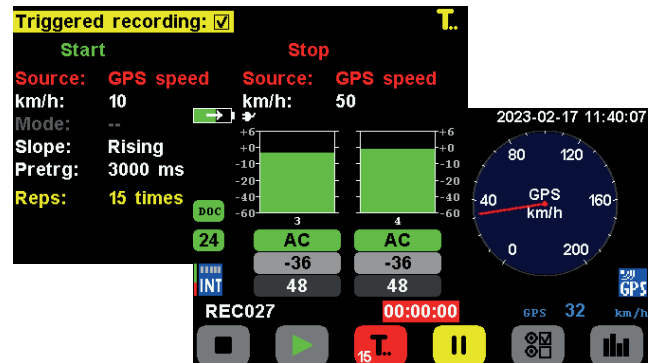 Triggered recording: ☑ T..
Start Stop
Source: GPS speed Source: GPS speed
km/h: 10 km/h: 50
Mode: --
Slope: Rising
Pretrg: 3000 ms
Reps: 15 times
2023-02-17 11:40:07
+6 +6
+0 +0
-10 -10
-20 -20
-40 -40
-60 -60
3 4
DOC
24 AC AC
-36 -36
INT 48 48
80 120
40 GPS 160
km/h
0 200
GPS
REC027 00:00:00 GPS 32 km/h
15 T..